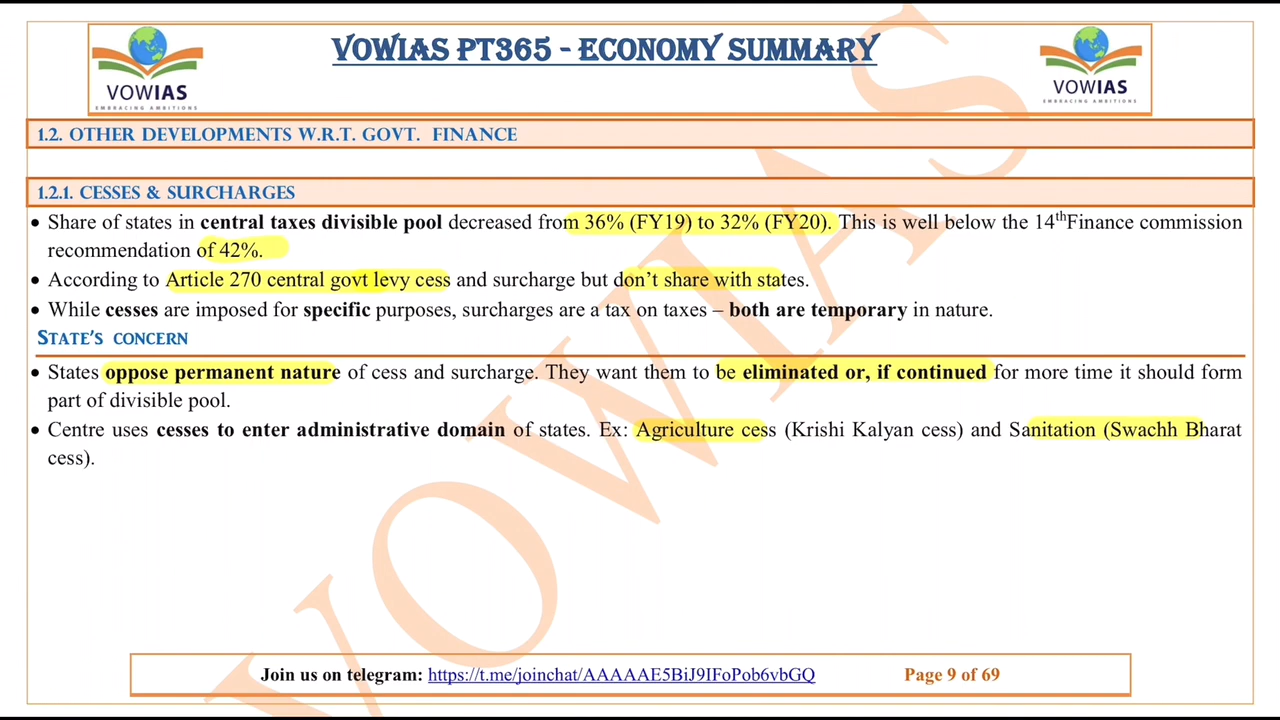 VOWIAS
EMBRACING AMBITIONS
VOWIAS PT365 - ECONOMY SUMMARY
VOWIAS
EMBRACING AMBITIONS
1.2. OTHER DEVELOPMENTS W.R.T. GOVT. FINANCE
1.2.1. CESSES & SURCHARGES
• Share of states in central taxes divisible pool decreased from 36% (FY19) to 32% (FY20). This is well below the 14thFinance commission
recommendation of 42%.
• According to Article 270 central govt levy cess and surcharge but don’t share with states.
• While cesses are imposed for specific purposes, surcharges are a tax on taxes – both are temporary in nature.
STATE’S CONCERN
• States oppose permanent nature of cess and surcharge. They want them to be eliminated or, if continued for more time it should form
part of divisible pool.
• Centre uses cesses to enter administrative domain of states. Ex: Agriculture cess (Krishi Kalyan cess) and Sanitation (Swachh Bharat
cess).
VOWIAS
Join us on telegram: https://t.me/joinchat/AAAAAE5BiJ9IFoPob6vbGQ Page 9 of 69